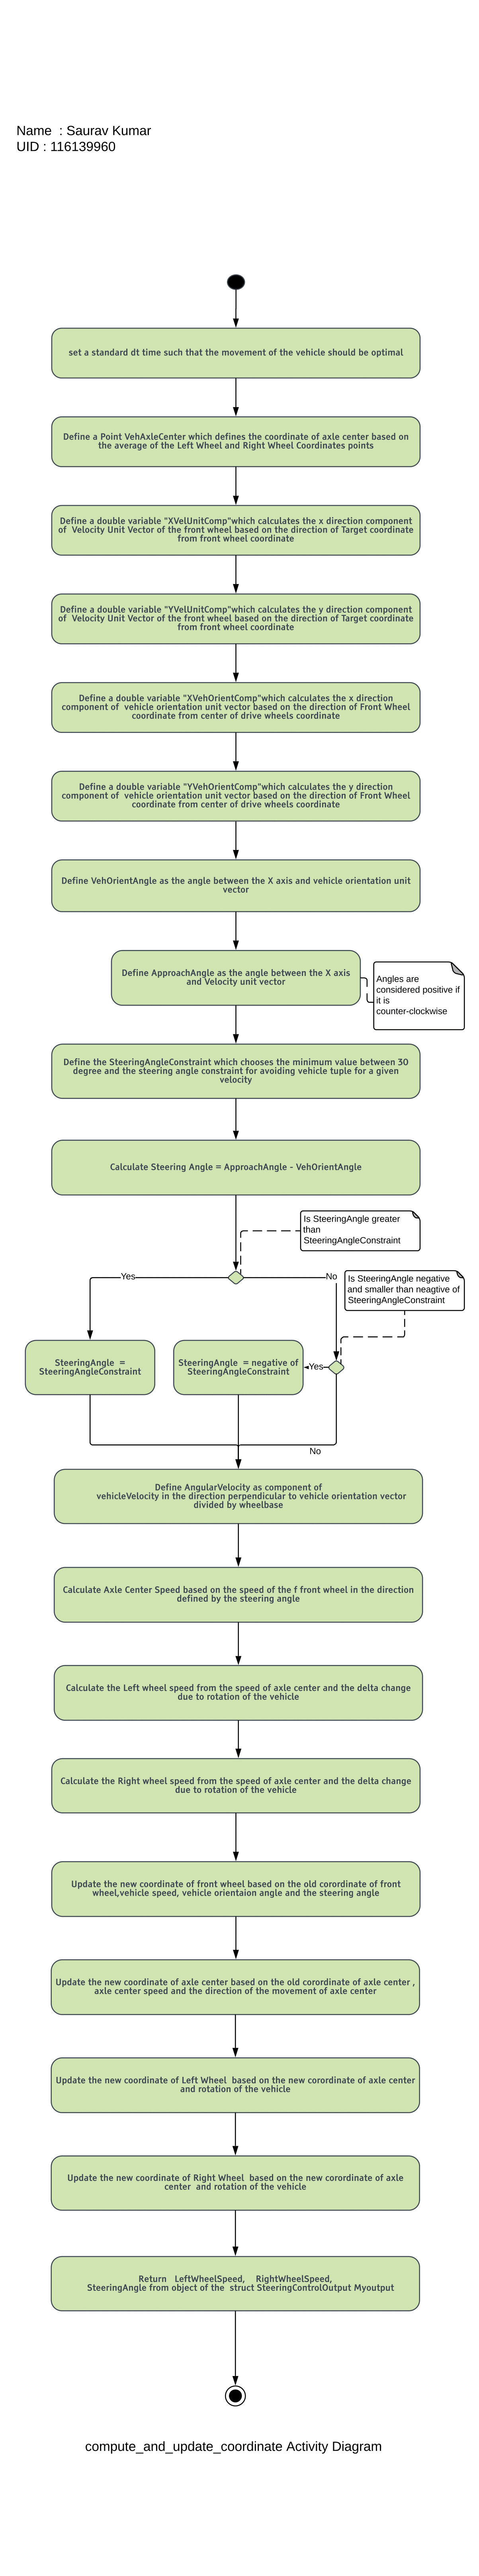 Name  : Saurav Kumar
UID : 116139960
set a standard dt time such that the movement of the vehicle should be optimal
Define a Point VehAxleCenter which defines the coordinate of axle center based on
the average of the Left Wheel and Right Wheel Coordinates points
Define a double variable "XVelUnitComp"which calculates the x direction component
of  Velocity Unit Vector of the front wheel based on the direction of Target coordinate
from front wheel coordinate
Define a double variable "YVelUnitComp"which calculates the y direction component
of  Velocity Unit Vector of the front wheel based on the direction of Target coordinate
from front wheel coordinate
Define a double variable "XVehOrientComp"which calculates the x direction
component of  vehicle orientation unit vector based on the direction of Front Wheel
coordinate from center of drive wheels coordinate
Define a double variable "YVehOrientComp"which calculates the y direction
component of  vehicle orientation unit vector based on the direction of Front Wheel
coordinate from center of drive wheels coordinate
Define VehOrientAngle as the angle between the X axis and vehicle orientation unit
vector
Define ApproachAngle as the angle between the X axis
and Velocity unit vector
Angles are
considered positive if
it is
counter-clockwise
Define the SteeringAngleConstraint which chooses the minimum value between 30
degree and the steering angle constraint for avoiding vehicle tuple for a given
velocity
Calculate Steering Angle = ApproachAngle - VehOrientAngle
Is SteeringAngle greater
than
SteeringAngleConstraint
Yes
No
Is SteeringAngle negative
and smaller than neagtive of
SteeringAngleConstraint
SteeringAngle  =
SteeringAngleConstraint
SteeringAngle  = negative of
SteeringAngleConstraint
Yes
No
Define AngularVelocity as component of
vehicleVelocity in the direction perpendicular to vehicle orientation vector
divided by wheelbase
Calculate Axle Center Speed based on the speed of the f front wheel in the direction
defined by the steering angle
Calculate the Left wheel speed from the speed of axle center and the delta change
due to rotation of the vehicle
Calculate the Right wheel speed from the speed of axle center and the delta change
due to rotation of the vehicle
Update the new coordinate of front wheel based on the old corordinate of front
wheel,vehicle speed, vehicle orientaion angle and the steering angle
Update the new coordinate of axle center based on the old corordinate of axle center ,
axle center speed and the direction of the movement of axle center
Update the new coordinate of Left Wheel  based on the new corordinate of axle center
and rotation of the vehicle
Update the new coordinate of Right Wheel  based on the new corordinate of axle
center  and rotation of the vehicle
Return   LeftWheelSpeed,    RightWheelSpeed,
SteeringAngle from object of the  struct SteeringControlOutput Myoutput
compute_and_update_coordinate Activity Diagram